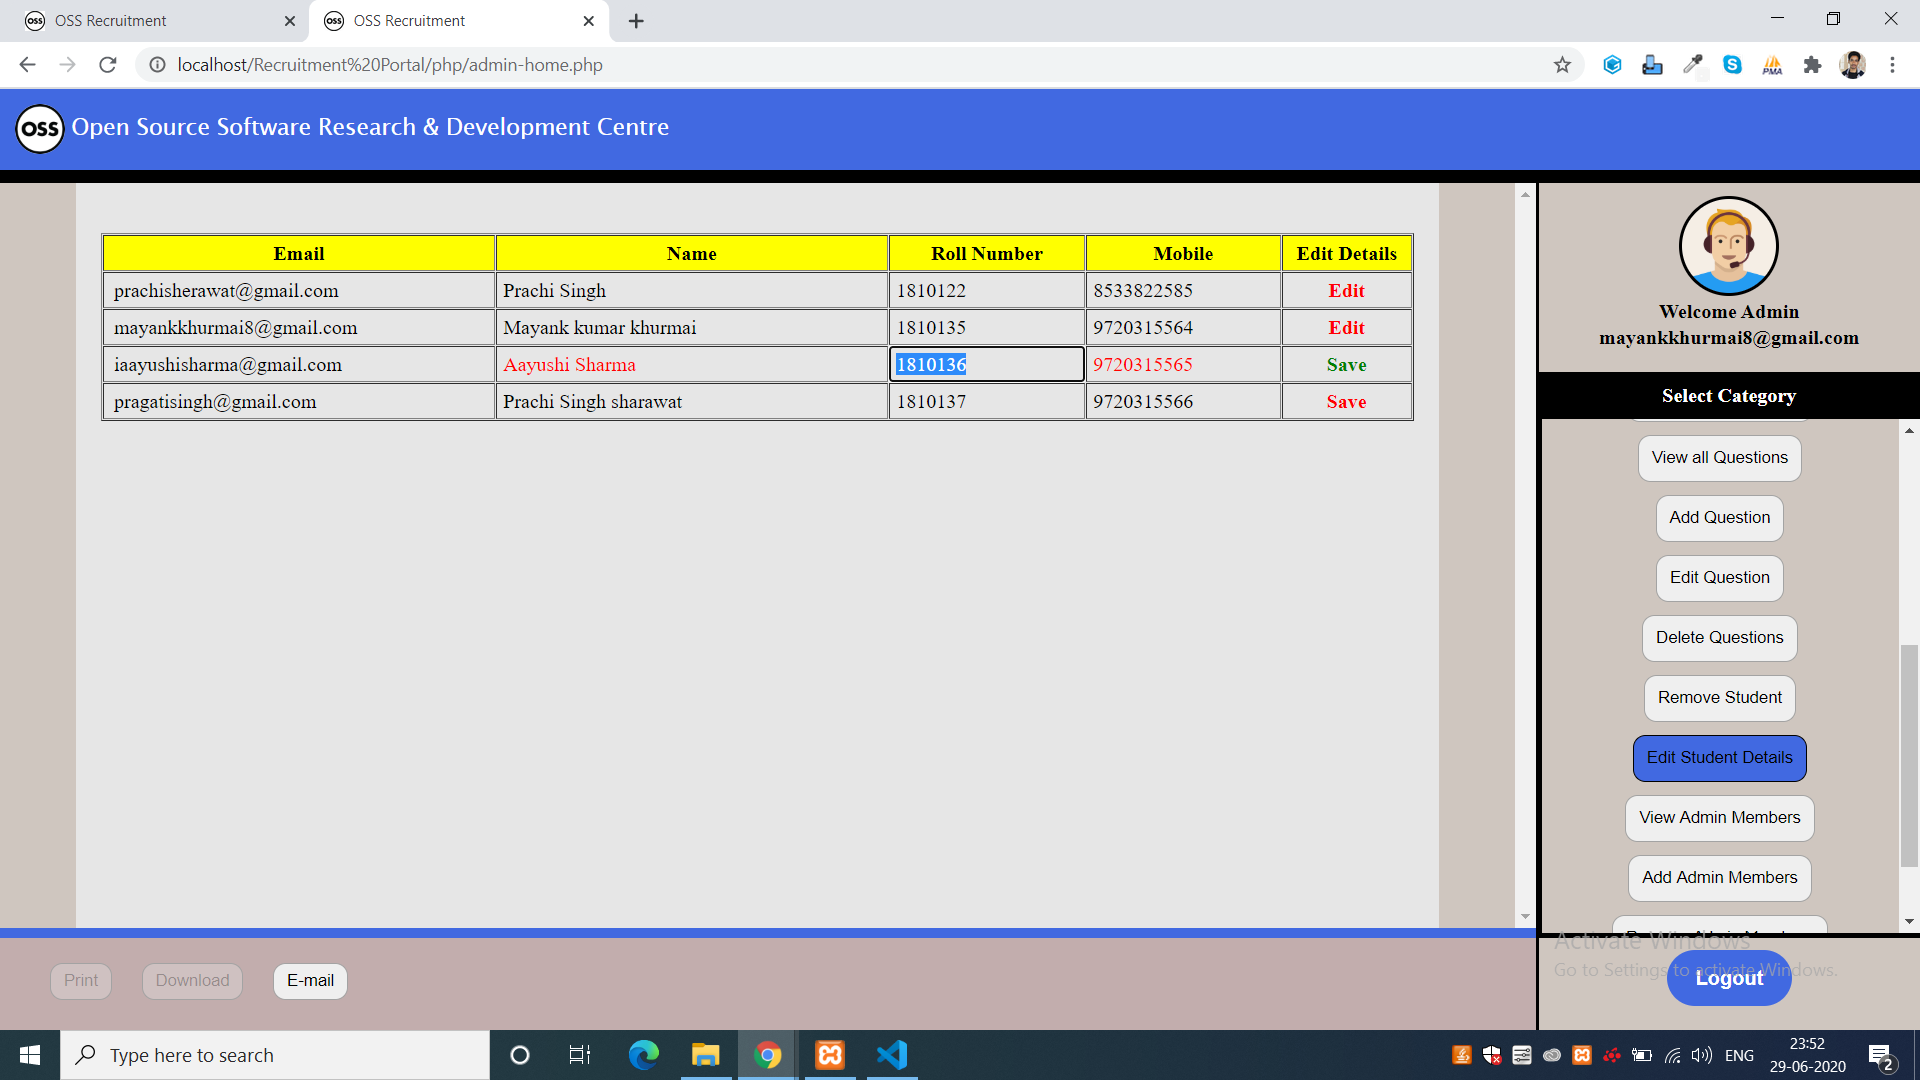 OSS Recruitment
OSS Recruitment
localhost/Recruitment%20Portal/php/admin-home.php
PMA
OSS Open Source Software Research & Development Centre
Email Name Roll Number Mobile Edit Details
prachisherawat@gmail.com Prachi Singh 1810122 8533822585 Edit
mayankkhurmai8@gmail.com Mayank kumar khurmai 1810135 9720315564 Edit
iaayushisharma@gmail.com Aayushi Sharma 1810136 9720315565 Save
pragatisingh@gmail.com Prachi Singh sharawat 1810137 9720315566 Save
Welcome Admin
mayankkhurmai8@gmail.com
Select Category
View all Questions
Add Question
Edit Question
Delete Questions
Remove Student
Edit Student Details
View Admin Members
Add Admin Members
Activate Windows
Go to Settings to activate Windows.
Logout
Print Download E-mail
Type here to search
ENG
23:52
29-06-2020
2